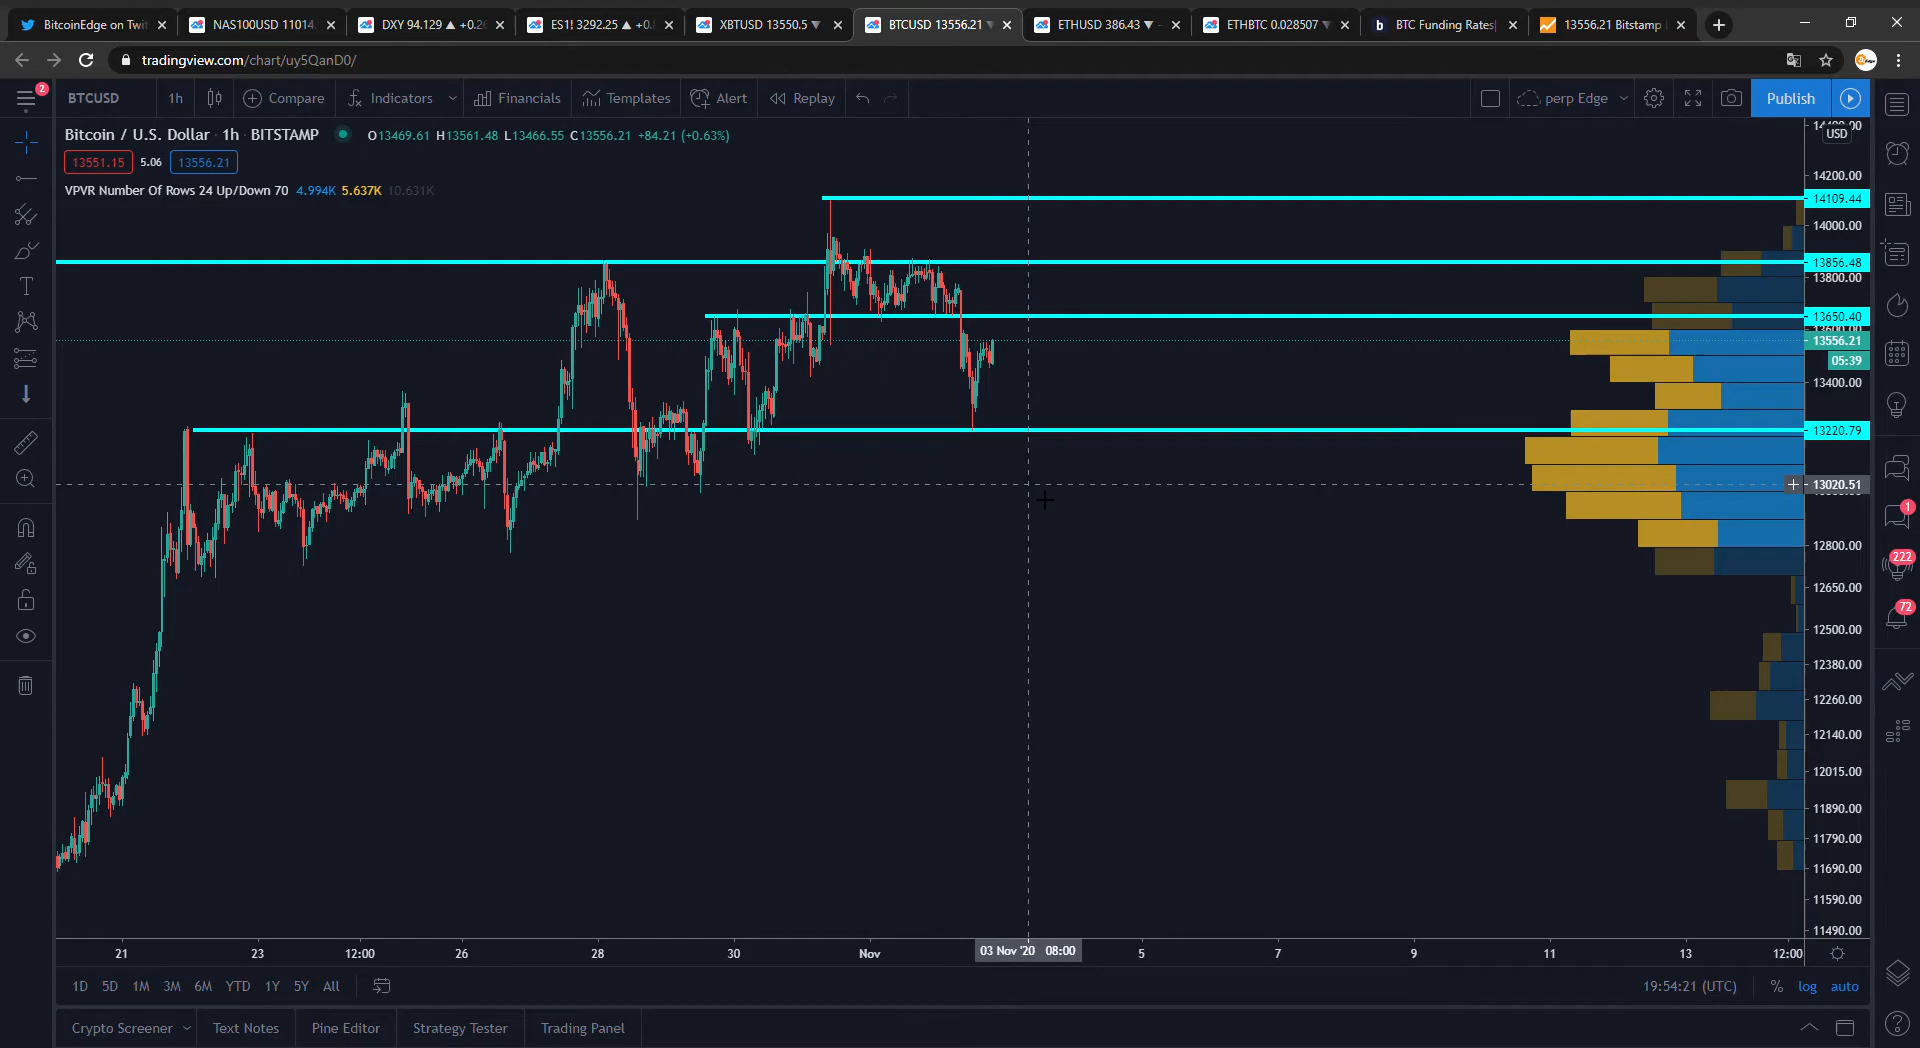 BitcoinEdge on Twit
NAS100USD 11014.
DXY 94.129 ▲ +0.26
ES1! 3292.25 ▲ +0.
XBTUSD 13550.5 ▼
BTCUSD 13556.21 ▼
ETHUSD 386.43 ▼ −
ETHBTC 0.028507 ▼
b BTC Funding Rates|
13556.21 Bitstamp
tradingview.com/chart/uy5QanD0/
2
BTCUSD 1h Compare Indicators Financials Templates Alert Replay perp Edge Publish
Bitcoin / U.S. Dollar · 1h · BITSTAMP O13469.61 H13561.48 L13466.55 C13556.21 +84.21 (+0.63%)
13551.15 5.06 13556.21
VPVR Number Of Rows 24 Up/Down 70 4.994K 5.637K 10.631K
USD
14200.00
14109.44
14000.00
13856.48
13800.00
13650.40
13600.00
13556.21
05:39
13400.00
13220.79
13020.51
12800.00
12650.00
12500.00
12380.00
12260.00
12140.00
12015.00
11890.00
11790.00
11690.00
11590.00
11490.00
1
222
72
21 23 12:00 26 28 30 Nov 03 Nov '20 08:00 5 7 9 11 13 12:00
1D 5D 1M 3M 6M YTD 1Y 5Y All 19:54:21 (UTC) % log auto
Crypto Screener Text Notes Pine Editor Strategy Tester Trading Panel